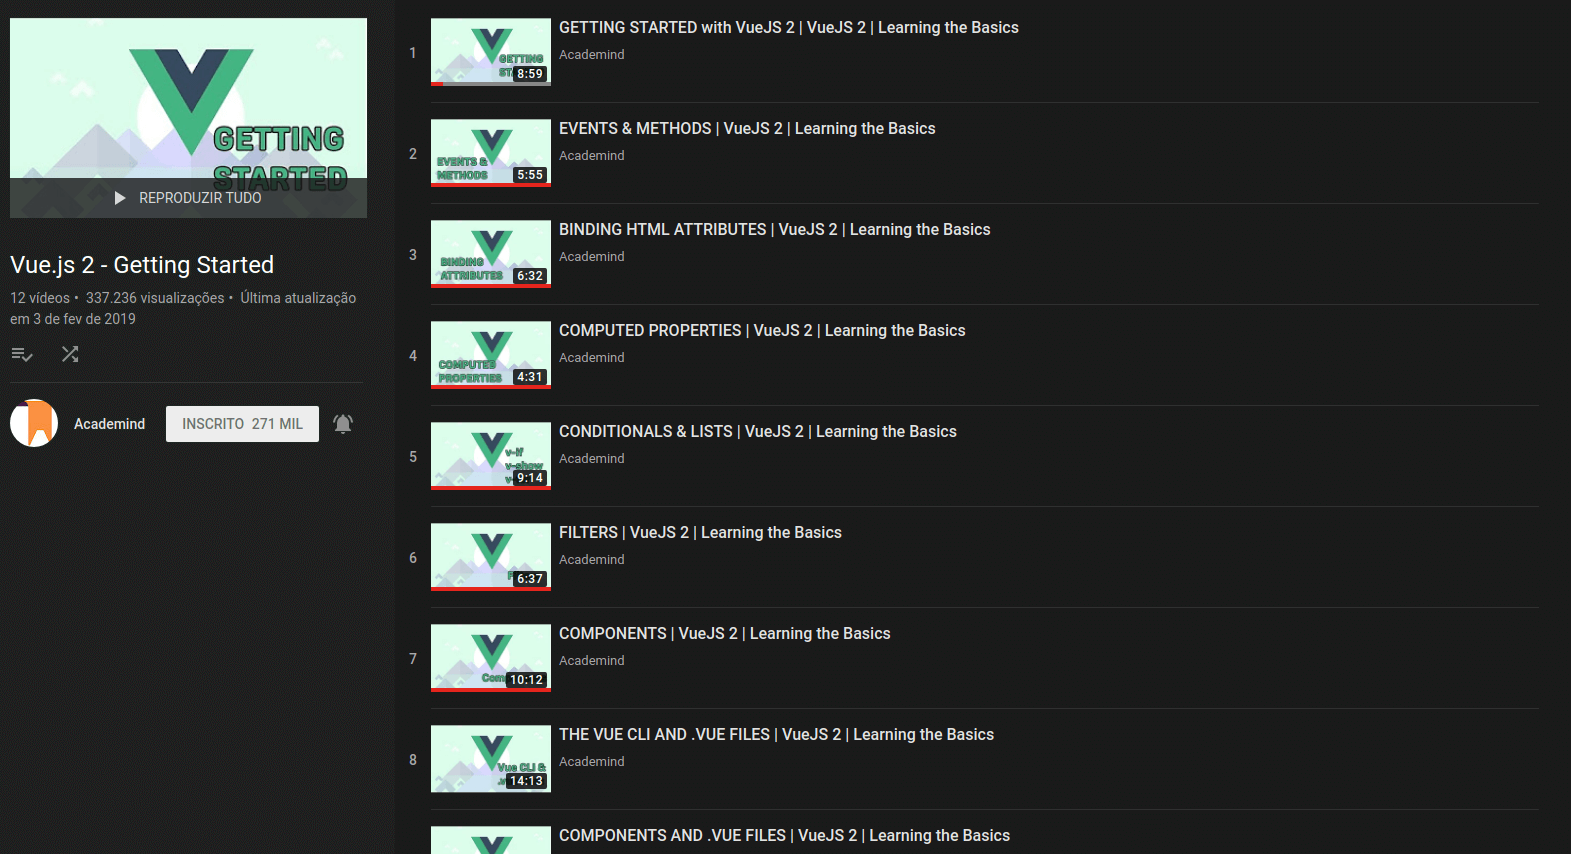 GETTING
STARTED
REPRODUZIR TUDO
Vue.js 2 - Getting Started
12 vídeos • 337.236 visualizações • Última atualização
em 3 de fev de 2019
Academind
INSCRITO 271 MIL
1
GETTING
8:59
GETTING STARTED with VueJS 2 | VueJS 2 | Learning the Basics
Academind
2
EVENTS &
METHODS
5:55
EVENTS & METHODS | VueJS 2 | Learning the Basics
Academind
3
BINDING
ATTRIBUTES
6:32
BINDING HTML ATTRIBUTES | VueJS 2 | Learning the Basics
Academind
4
COMPUTED
PROPERTIES
4:31
COMPUTED PROPERTIES | VueJS 2 | Learning the Basics
Academind
5
v-if
v-show
9:14
CONDITIONALS & LISTS | VueJS 2 | Learning the Basics
Academind
6
6:37
FILTERS | VueJS 2 | Learning the Basics
Academind
7
10:12
COMPONENTS | VueJS 2 | Learning the Basics
Academind
8
Vue CLI &
14:13
THE VUE CLI AND .VUE FILES | VueJS 2 | Learning the Basics
Academind
COMPONENTS AND .VUE FILES | VueJS 2 | Learning the Basics